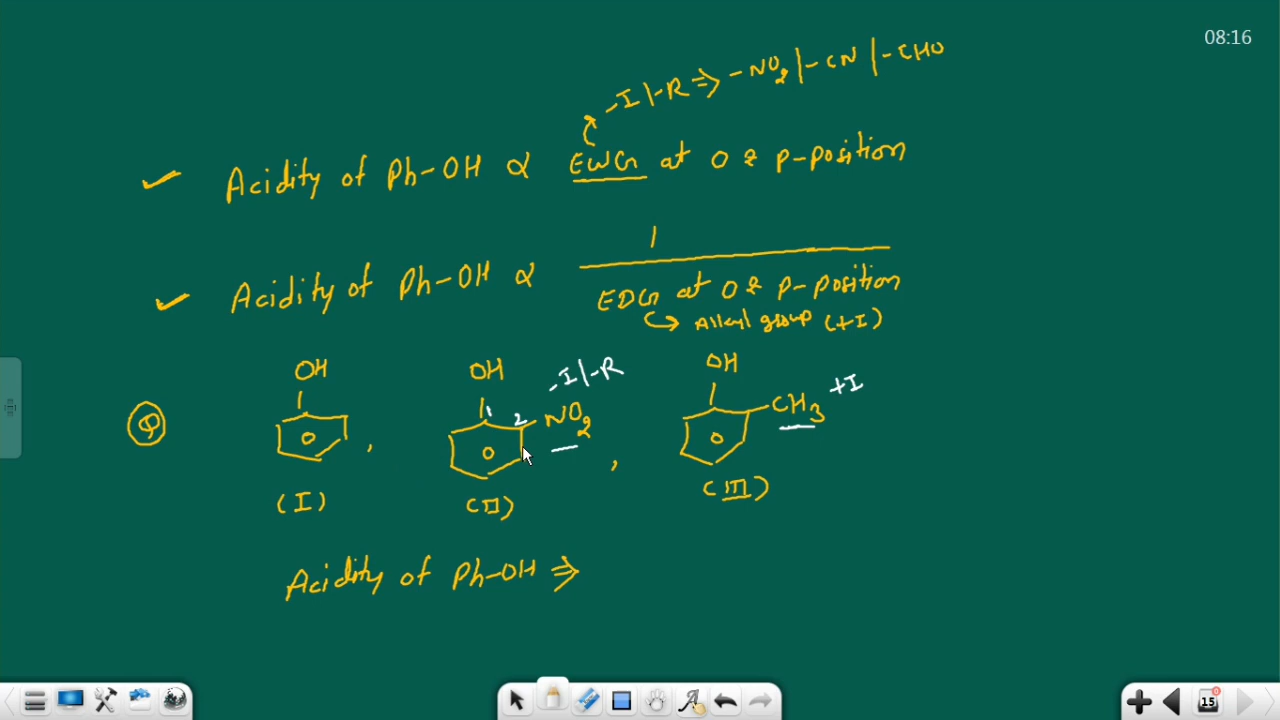 08:16
-I/-R ⇒ -NO2/-CN/-CHO
✓ Acidity of Ph-OH ∝ EWG at O & P-position
✓ Acidity of Ph-OH ∝ 1
EDG at O & P-position
↪ Alkyl group (+I)
OH OH -I/-R OH
Q , 1 2 NO2 , CH3 +I
(I) (II) (III)
Acidity of Ph-OH ⇒
15